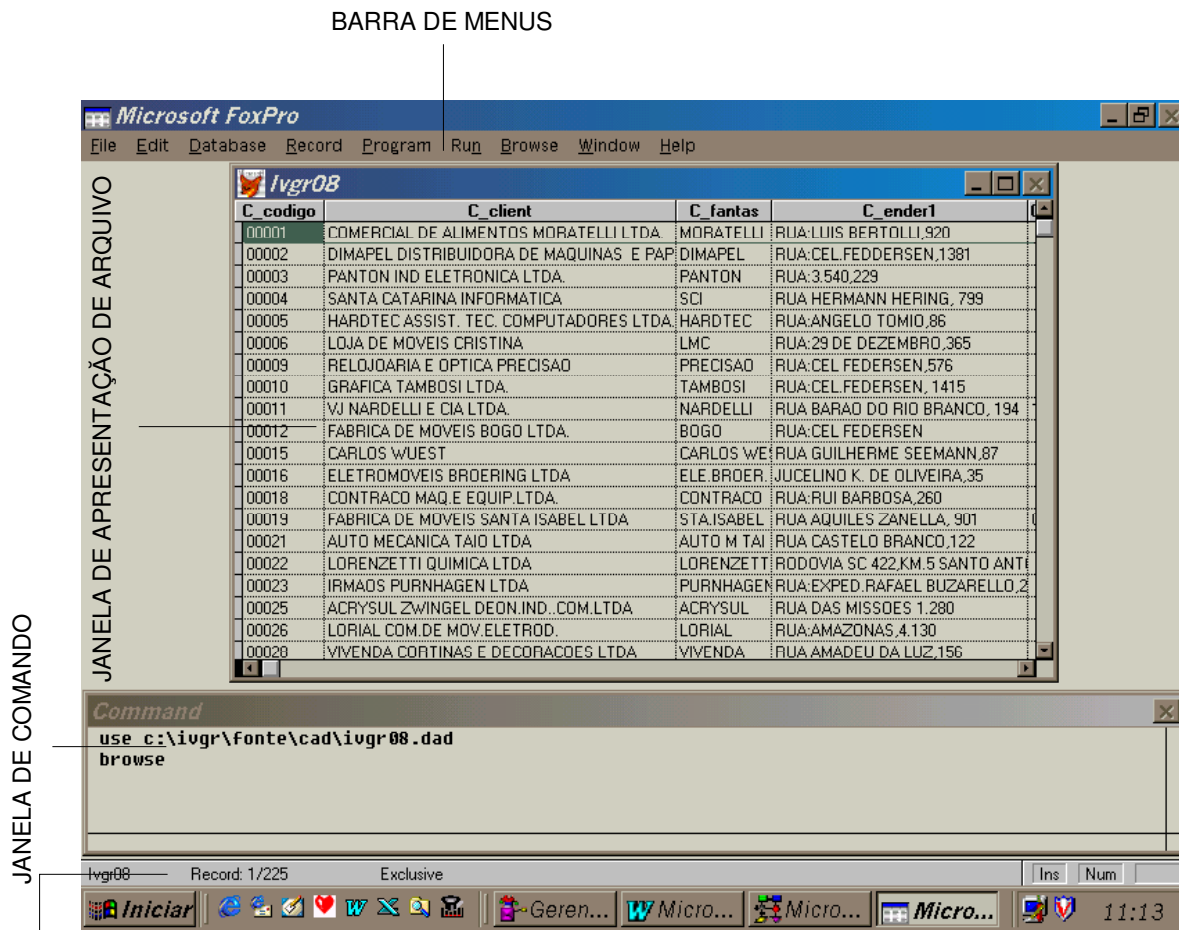 BARRA DE MENUS
Microsoft FoxPro
File Edit Database Record Program Run Browse Window Help
JANELA DE APRESENTAÇÃO DE ARQUIVO
Ivgr08
C_codigo C_client C_fantas C_ender1
00001 COMERCIAL DE ALIMENTOS MORATELLI LTDA. MORATELLI RUA:LUIS BERTOLLI,920
00002 DIMAPEL DISTRIBUIDORA DE MAQUINAS E PAP DIMAPEL RUA:CEL.FEDDERSEN,1381
00003 PANTON IND ELETRONICA LTDA. PANTON RUA:3.540,229
00004 SANTA CATARINA INFORMATICA SCI RUA HERMANN HERING, 799
00005 HARDTEC ASSIST. TEC. COMPUTADORES LTDA. HARDTEC RUA:ANGELO TOMIO,86
00006 LOJA DE MOVEIS CRISTINA LMC RUA:29 DE DEZEMBRO,365
00009 RELOJOARIA E OPTICA PRECISAO PRECISAO RUA:CEL FEDERSEN,576
00010 GRAFICA TAMBOSI LTDA. TAMBOSI RUA:CEL.FEDERSEN, 1415
00011 VJ NARDELLI E CIA LTDA. NARDELLI RUA BARAO DO RIO BRANCO, 194
00012 FABRICA DE MOVEIS BOGO LTDA. BOGO RUA:CEL FEDERSEN
00015 CARLOS WUEST CARLOS WE RUA GUILHERME SEEMANN,87
00016 ELETROMOVEIS BROERING LTDA ELE.BROER. JUCELINO K. DE OLIVEIRA,35
00018 CONTRACO MAQ.E EQUIP.LTDA. CONTRACO RUA:RUI BARBOSA,260
00019 FABRICA DE MOVEIS SANTA ISABEL LTDA STA.ISABEL RUA AQUILES ZANELLA, 901
00021 AUTO MECANICA TAIO LTDA AUTO M TAI RUA CASTELO BRANCO,122
00022 LORENZETTI QUIMICA LTDA LORENZETT RODOVIA SC 422,KM.5 SANTO ANT
00023 IRMAOS PURNHAGEN LTDA PURNHAGEN RUA:EXPED.RAFAEL BUZARELLO,2
00025 ACRYSUL ZWINGEL DEON.IND..COM.LTDA ACRYSUL RUA DAS MISSOES 1.280
00026 LORIAL COM.DE MOV.ELETROD. LORIAL RUA:AMAZONAS,4.130
00028 VIVENDA CORTINAS E DECORACOES LTDA VIVENDA RUA AMADEU DA LUZ,156
JANELA DE COMANDO
Command
use c:\ivgr\fonte\cad\ivgr08.dad
browse
Ivgr08 Record: 1/225 Exclusive Ins Num
Iniciar Geren... Micro... Micro... Micro... 11:13